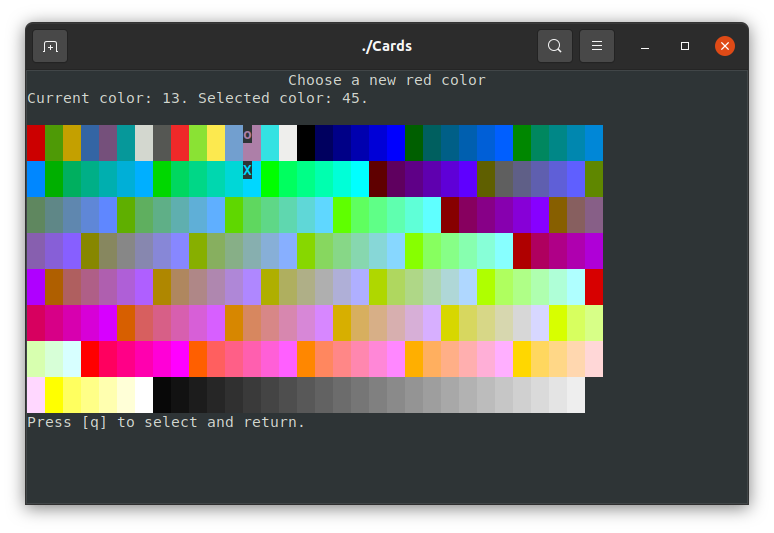 ./Cards
Choose a new red color
Current color: 13. Selected color: 45.
o
X
Press [q] to select and return.